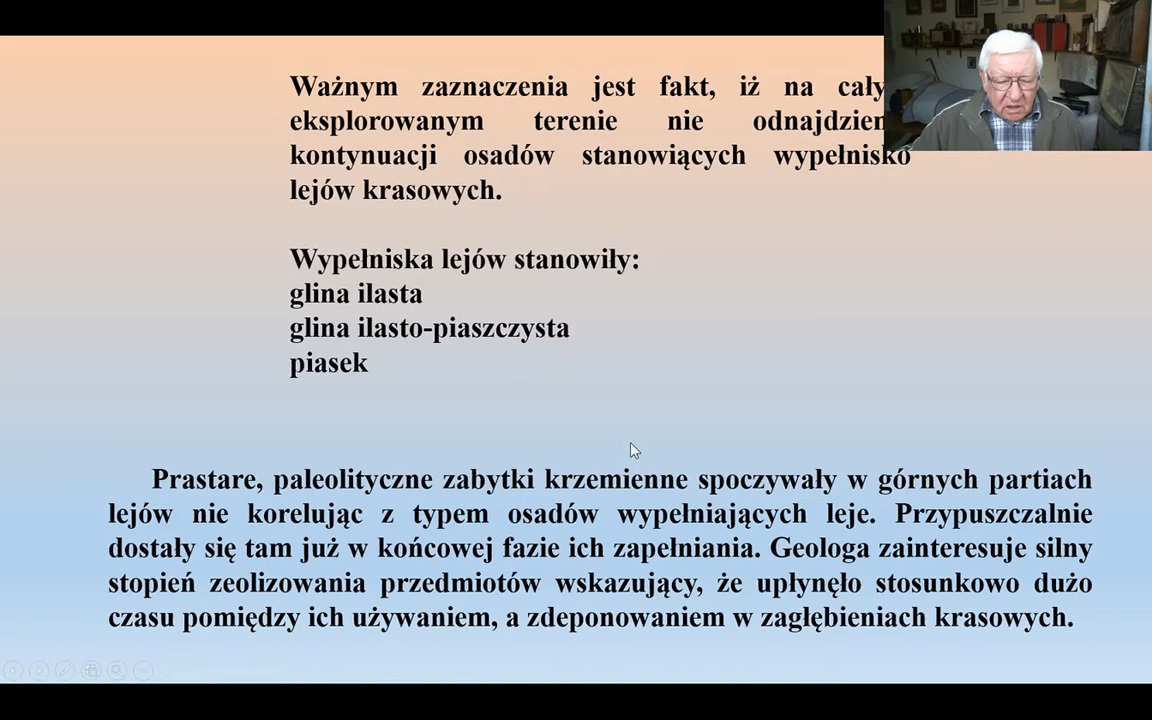 Ważnym zaznaczenia jest fakt, iż na
eksplorowanym terenie nie
kontynuacji osadów stanowiących wypełnisko
lejów krasowych.
Wypełniska lejów stanowiły:
glina ilasta
glina ilasto-piaszczysta
piasek
Prastare, paleolityczne zabytki krzemienne spoczywały w górnych partiach
lejów nie korelując z typem osadów wypełniających leje. Przypuszczalnie
dostały się tam już w końcowej fazie ich zapełniania. Geologa zainteresuje silny
stopień zeolizowania przedmiotów wskazujący, że upłynęło stosunkowo dużo
czasu pomiędzy ich używaniem, a zdeponowaniem w zagłębieniach krasowych.